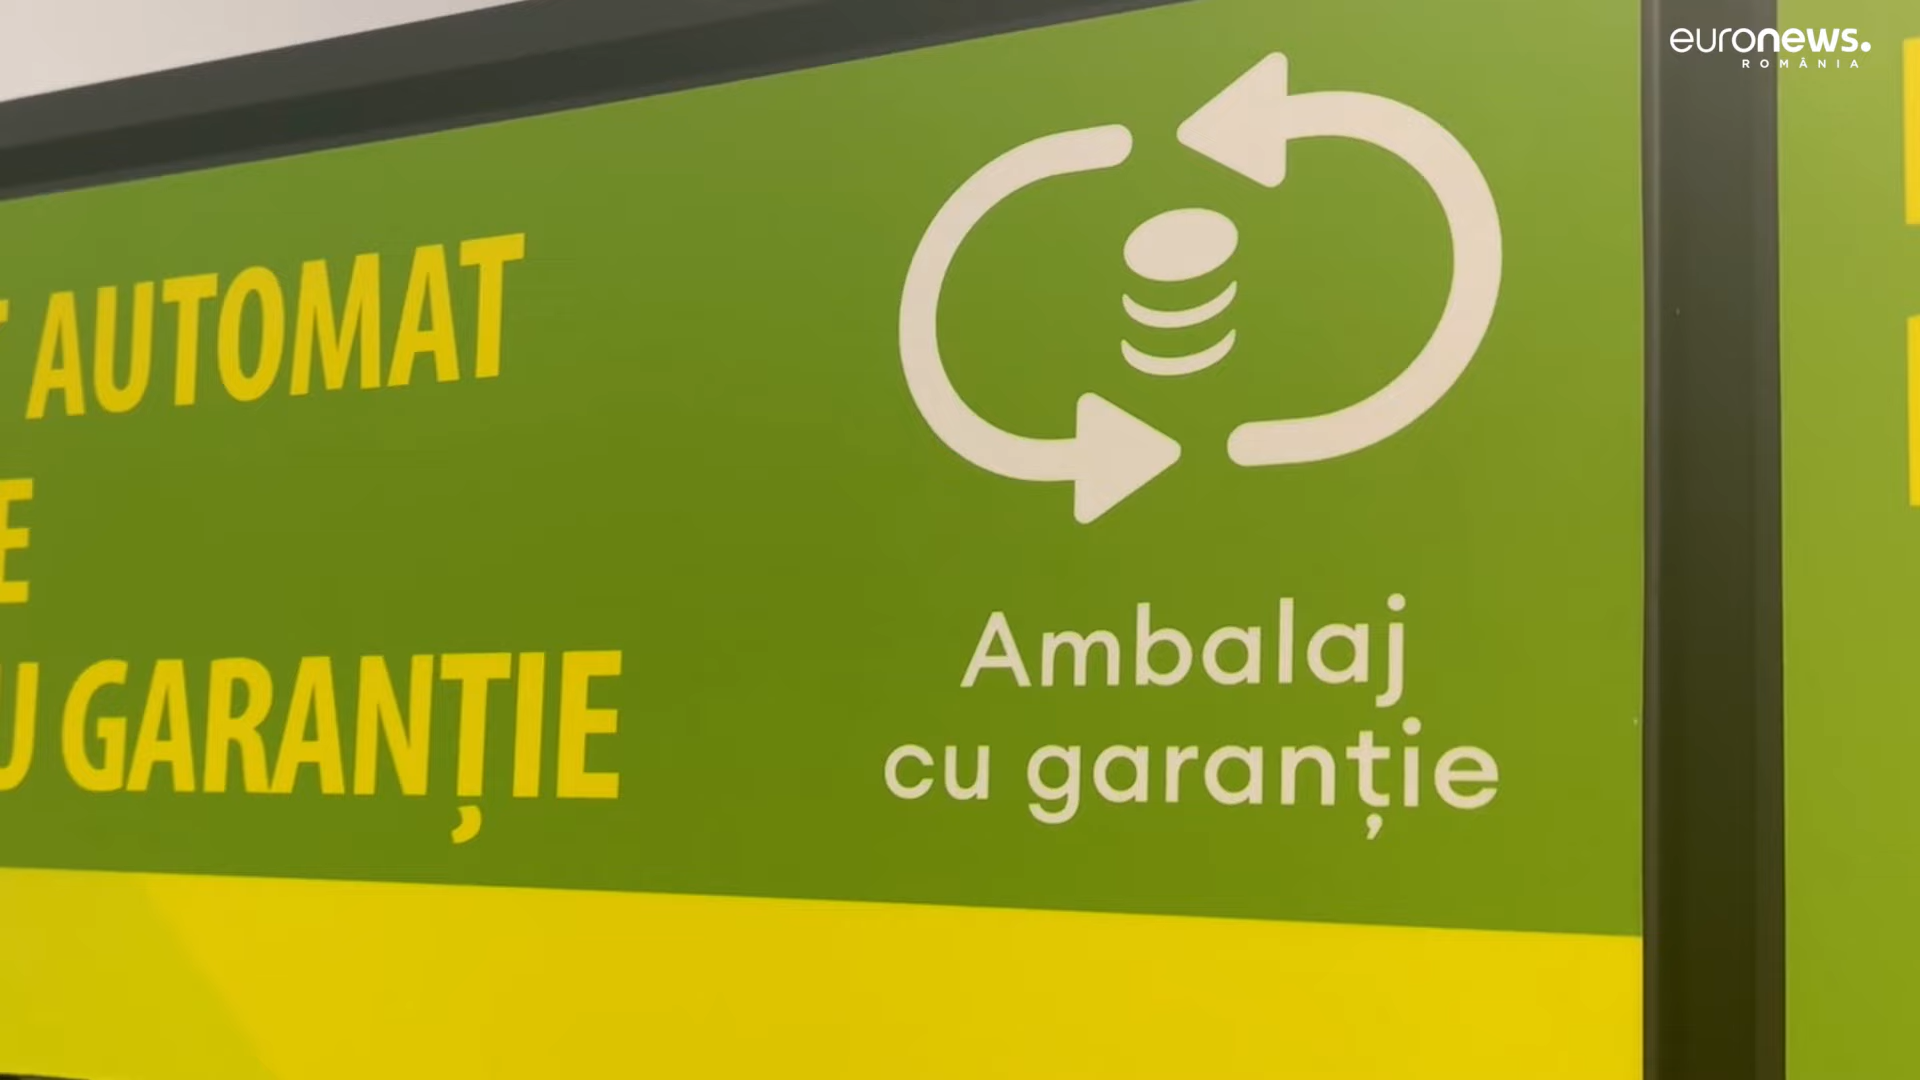 euronews.
ROMÂNIA
AUTOMAT
GARANȚIE
Ambalaj
cu garanție